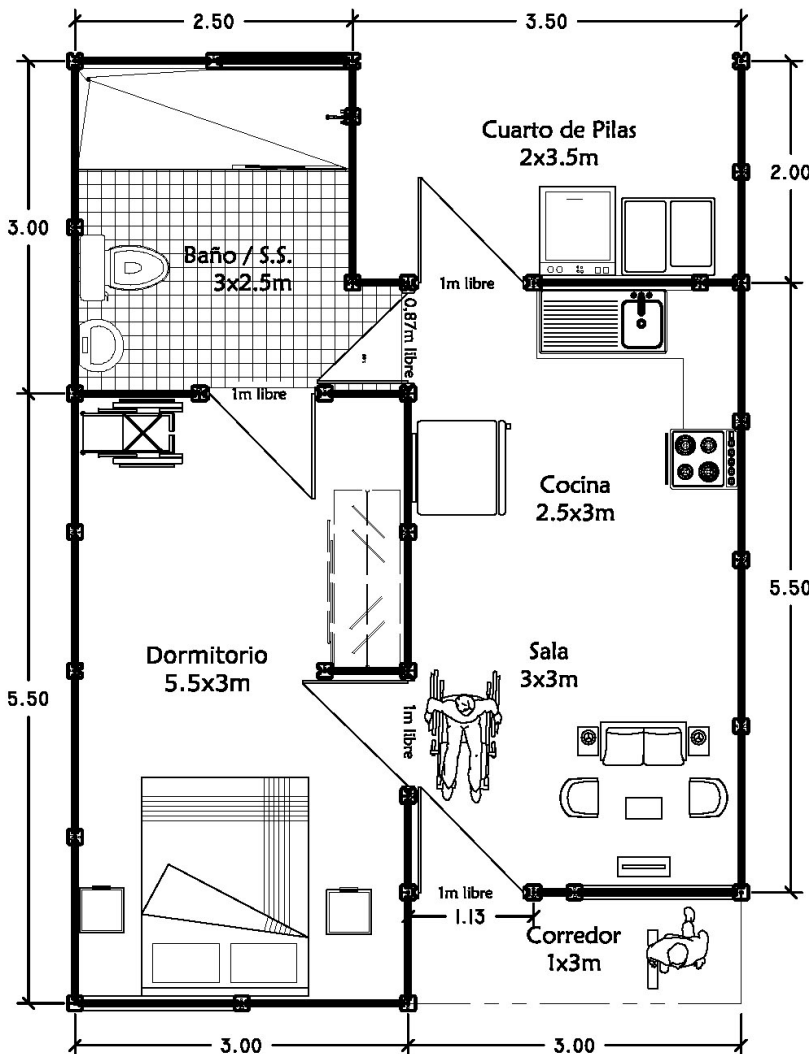 2.50
3.50
Cuarto de Pilas
2x3.5m
2.00
3.00
Baño / S.S.
3x2.5m
1m libre
0,87m libre
1m libre
Cocina
2.5x3m
5.50
Dormitorio
5.5x3m
Sala
3x3m
5.50
1m libre
1m libre
1.13
Corredor
1x3m
3.00
3.00